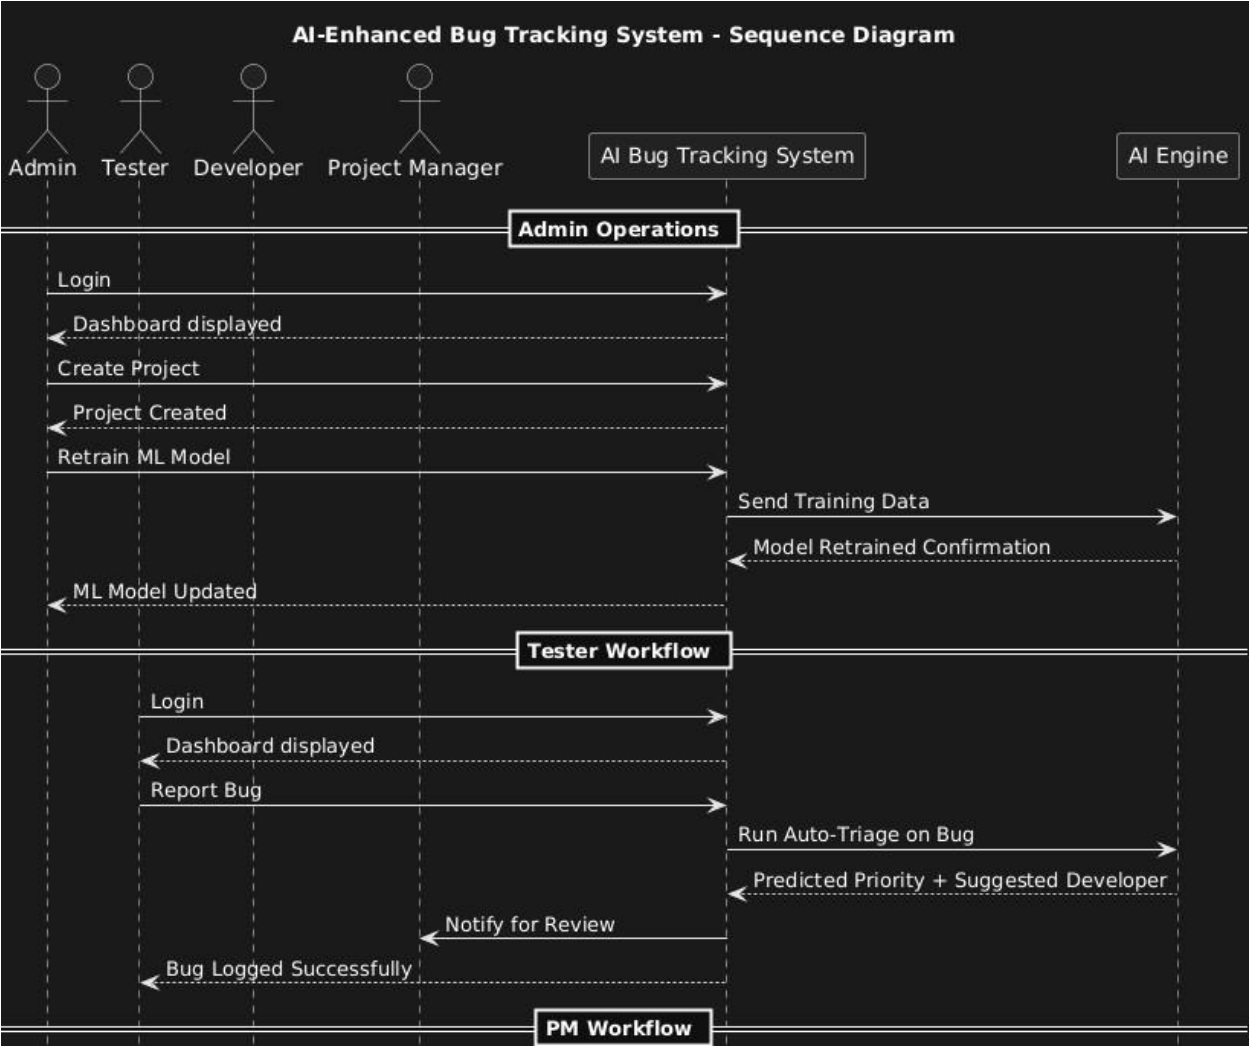 AI-Enhanced Bug Tracking System - Sequence Diagram
Admin
Tester
Developer
Project Manager
AI Bug Tracking System
AI Engine
Admin Operations
Login
Dashboard displayed
Create Project
Project Created
Retrain ML Model
Send Training Data
Model Retrained Confirmation
ML Model Updated
Tester Workflow
Login
Dashboard displayed
Report Bug
Run Auto-Triage on Bug
Predicted Priority + Suggested Developer
Notify for Review
Bug Logged Successfully
PM Workflow